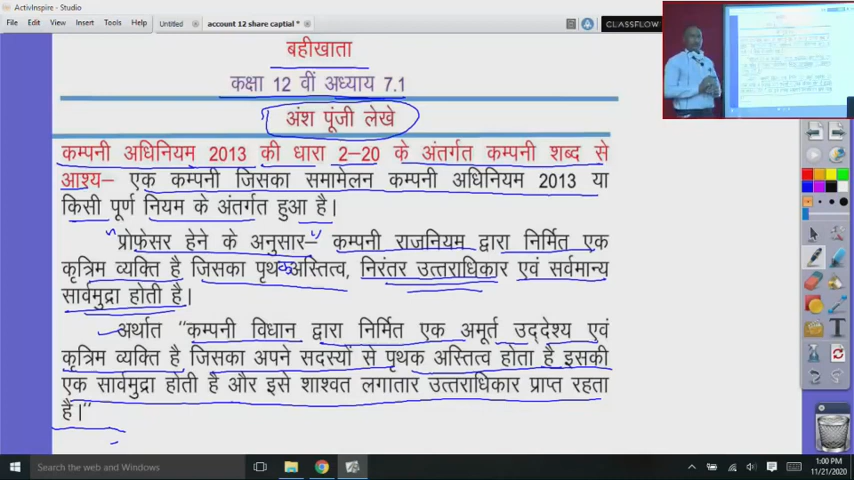 ActivInspire - Studio
File Edit View Insert Tools Help
Untitled
account 12 share captial *
CLASSFLOW
बहीखाता
कक्षा 12 वीं अध्याय 7.1
अंश पूंजी लेखे
कम्पनी अधिनियम 2013 की धारा 2–20 के अंतर्गत कम्पनी शब्द से
आश्य– एक कम्पनी जिसका समामेलन कम्पनी अधिनियम 2013 या
किसी पूर्ण नियम के अंतर्गत हुआ है।
प्रोफ़ेसर हेने के अनुसार– कम्पनी राजनियम द्वारा निर्मित एक
कृत्रिम व्यक्ति है जिसका पृथक अस्तित्व, निरंतर उत्तराधिकार एवं सर्वमान्य
सार्वमुद्रा होती है।
अर्थात "कम्पनी विधान द्वारा निर्मित एक अमूर्त उद्देश्य एवं
कृत्रिम व्यक्ति है जिसका अपने सदस्यों से पृथक अस्तित्व होता है इसकी
एक सार्वमुद्रा होती है और इसे शाश्वत लगातार उत्तराधिकार प्राप्त रहता
है।"
Search the web and Windows
1:00 PM
11/21/2020